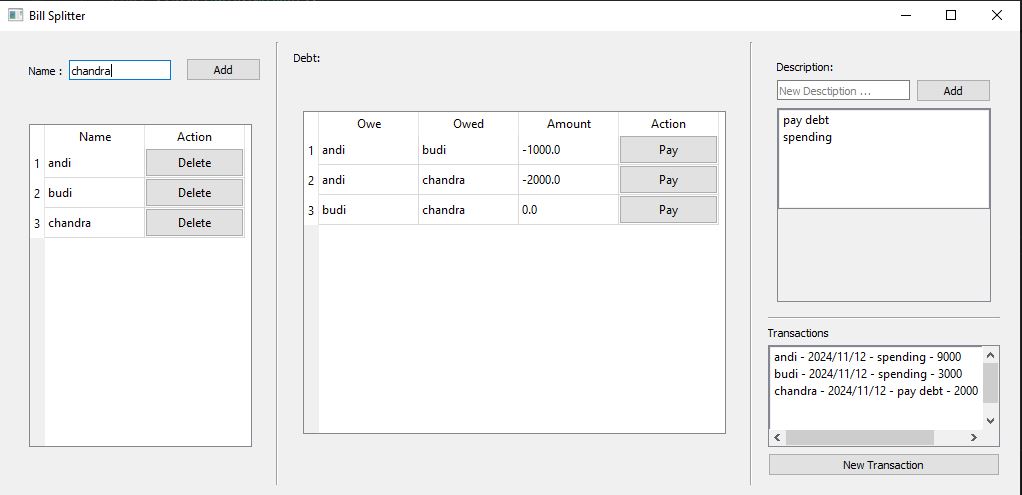 Bill Splitter
Name : chandra Add
Name Action
1 andi Delete
2 budi Delete
3 chandra Delete
Debt:
Owe Owed Amount Action
1 andi budi -1000.0 Pay
2 andi chandra -2000.0 Pay
3 budi chandra 0.0 Pay
Description:
New Desctiption ... Add
pay debt
spending
Transactions
andi - 2024/11/12 - spending - 9000
budi - 2024/11/12 - spending - 3000
chandra - 2024/11/12 - pay debt - 2000
New Transaction